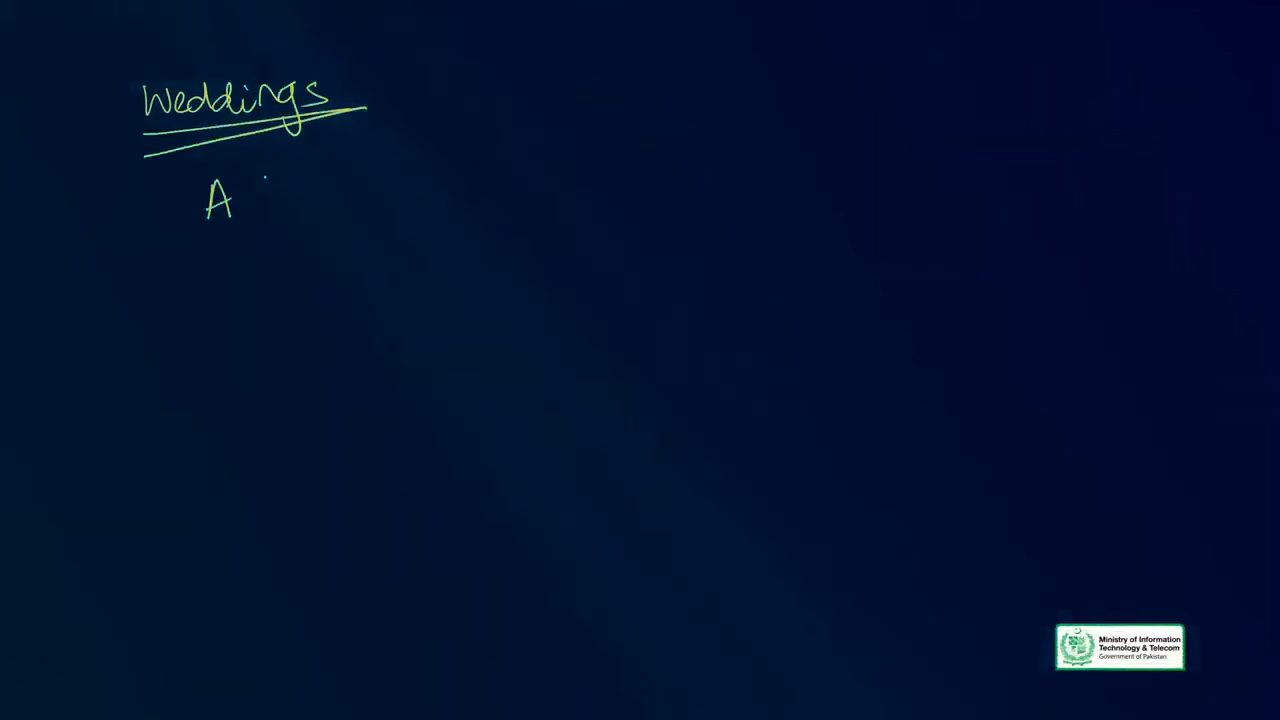 Weddings
A
Ministry of Information
Technology & Telecom
Government of Pakistan